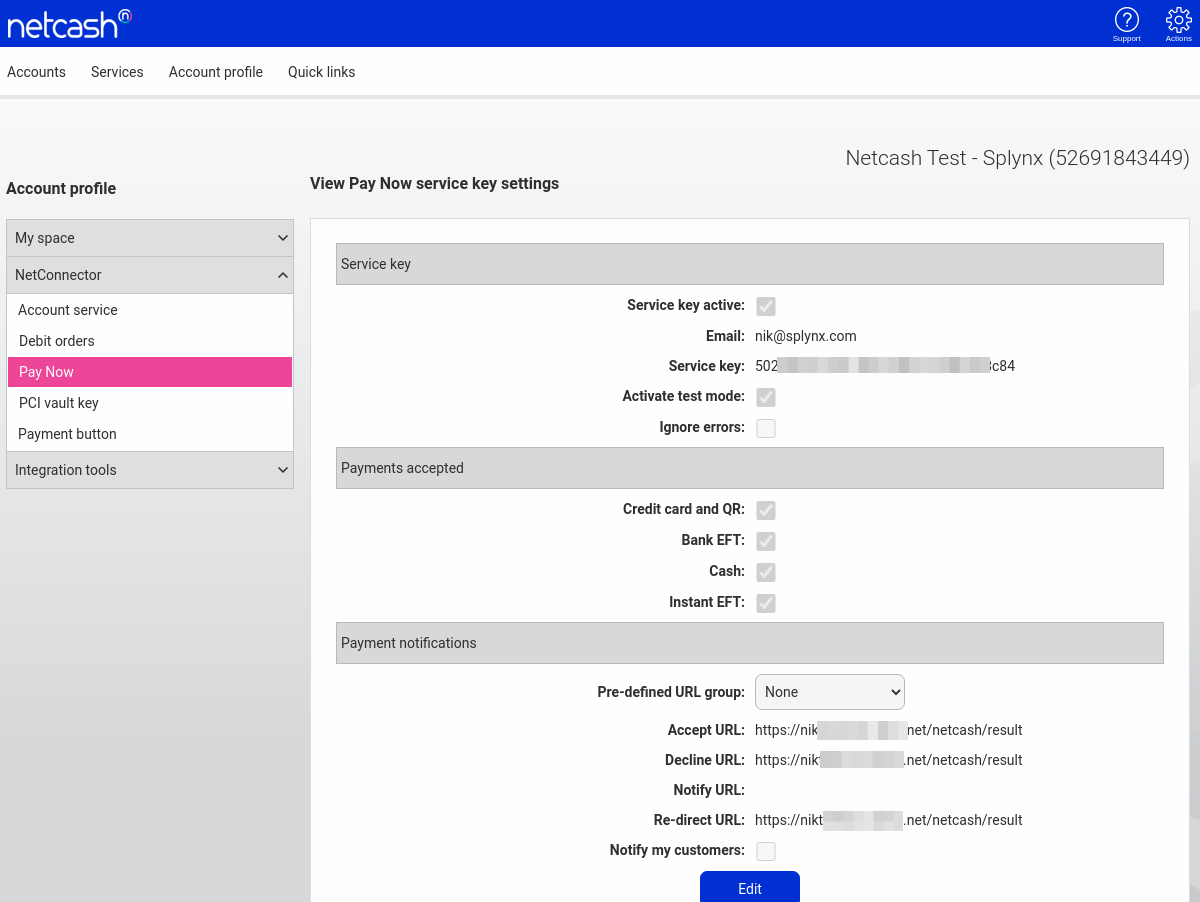 netcash n
Support
Actions
Accounts Services Account profile Quick links
Netcash Test - Splynx (52691843449)
Account profile
My space
NetConnector
Account service
Debit orders
Pay Now
PCI vault key
Payment button
Integration tools
View Pay Now service key settings
Service key
Service key active:
Email: nik@splynx.com
Service key: 502 c84
Activate test mode:
Ignore errors:
Payments accepted
Credit card and QR:
Bank EFT:
Cash:
Instant EFT:
Payment notifications
Pre-defined URL group: None
Accept URL: https://nik net/netcash/result
Decline URL: https://nik .net/netcash/result
Notify URL:
Re-direct URL: https://nikt .net/netcash/result
Notify my customers:
Edit